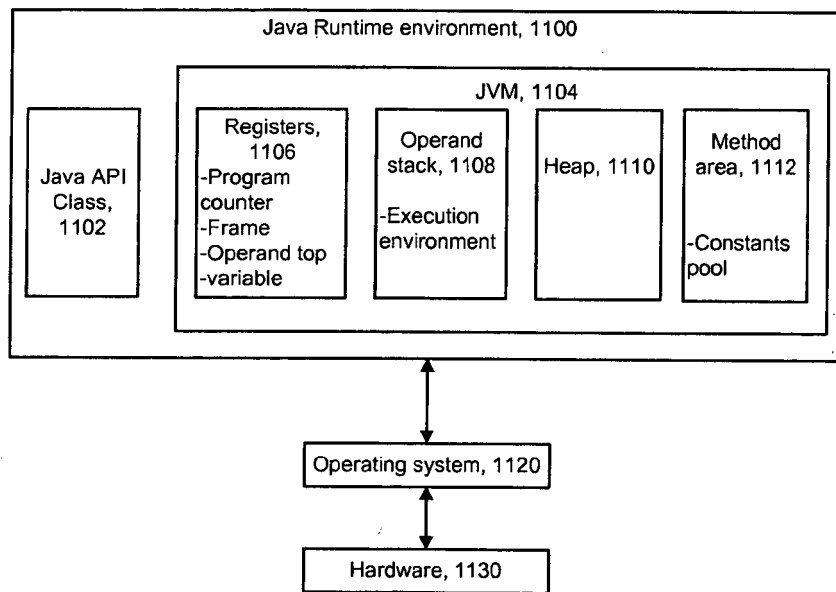 Java Runtime environment, 1100
JVM, 1104
Java API
Class,
1102
Registers,
1106
-Program
counter
-Frame
-Operand top
-variable
Operand
stack, 1108
-Execution
environment
Heap, 1110
Method
area, 1112
-Constants
pool
Operating system, 1120
Hardware, 1130